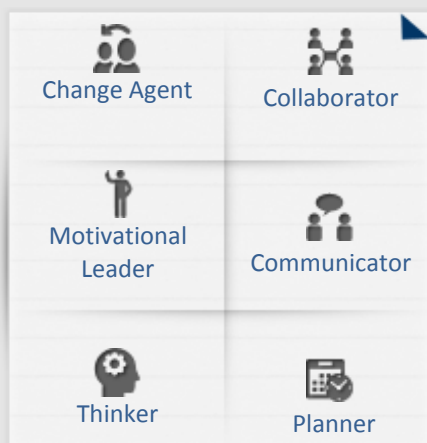 Change Agent
Collaborator
Motivational
Leader
Communicator
Thinker
Planner